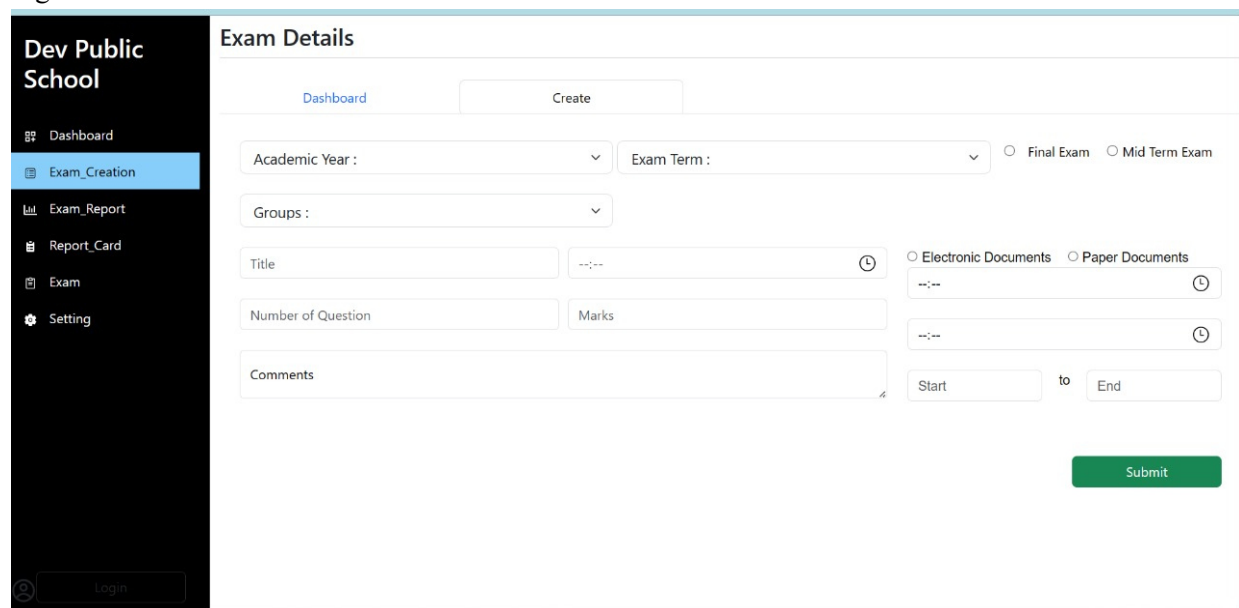 Dev Public
School
Dashboard
Exam_Creation
Exam_Report
Report_Card
Exam
Setting
Login
Exam Details
Dashboard
Create
Academic Year :
Exam Term :
Final Exam
Mid Term Exam
Groups :
Title
--:--
Electronic Documents
Paper Documents
--:--
Number of Question
Marks
--:--
Comments
Start
to
End
Submit